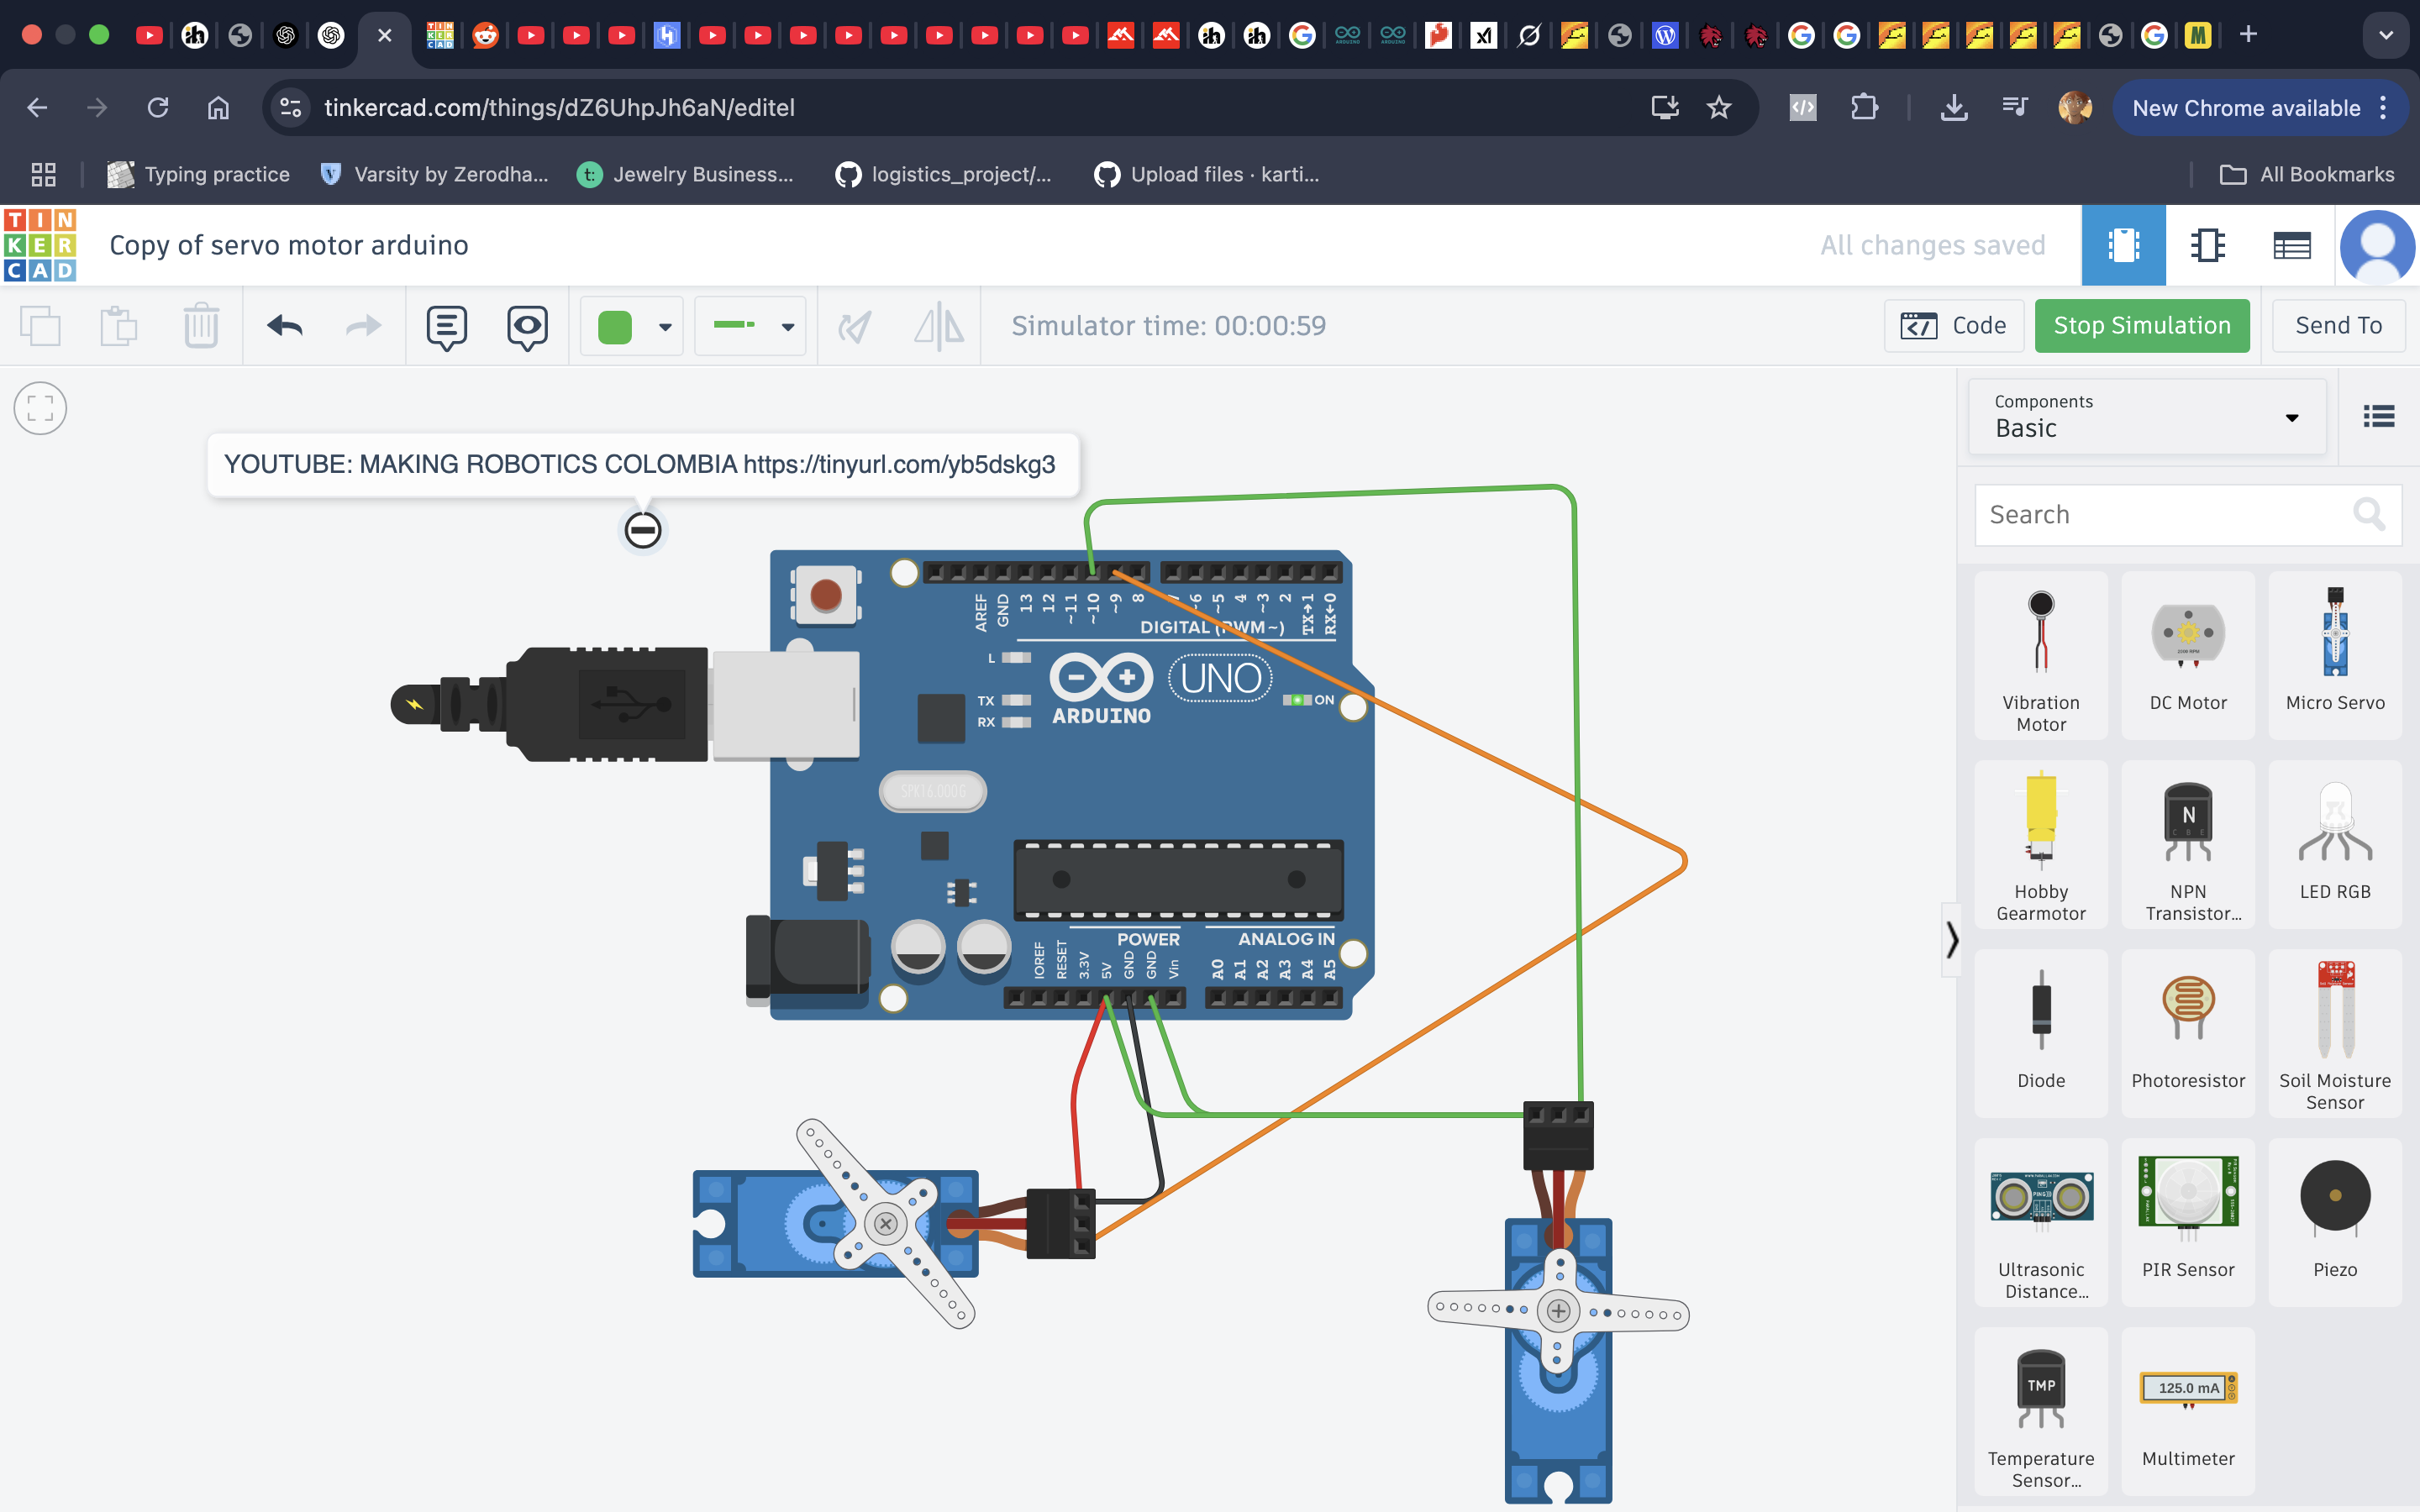 tinkercad.com/things/dZ6UhpJh6aN/editel
New Chrome available
Typing practice
Varsity by Zerodha...
Jewelry Business...
logistics_project/...
Upload files · karti...
All Bookmarks
TIN
KER
CAD
Copy of servo motor arduino
All changes saved
Simulator time: 00:00:59
Code
Stop Simulation
Send To
YOUTUBE: MAKING ROBOTICS COLOMBIA https://tinyurl.com/yb5dskg3
AREF
GND
13
12
~11
~10
~9
8
7
~6
~5
4
~3
2
TX→1
RX←0
DIGITAL (PWM~)
L
TX
RX
ARDUINO
UNO
ON
SPK16.000G
POWER
ANALOG IN
IOREF
RESET
3.3V
5V
GND
GND
Vin
A0
A1
A2
A3
A4
A5
Components
Basic
Search
Vibration
Motor
DC Motor
Micro Servo
Hobby
Gearmotor
N
C B E
NPN
Transistor...
LED RGB
Diode
Photoresistor
Soil Moisture
Sensor
Ultrasonic
Distance...
PIR Sensor
Piezo
TMP
Temperature
Sensor...
125.0 mA
Multimeter